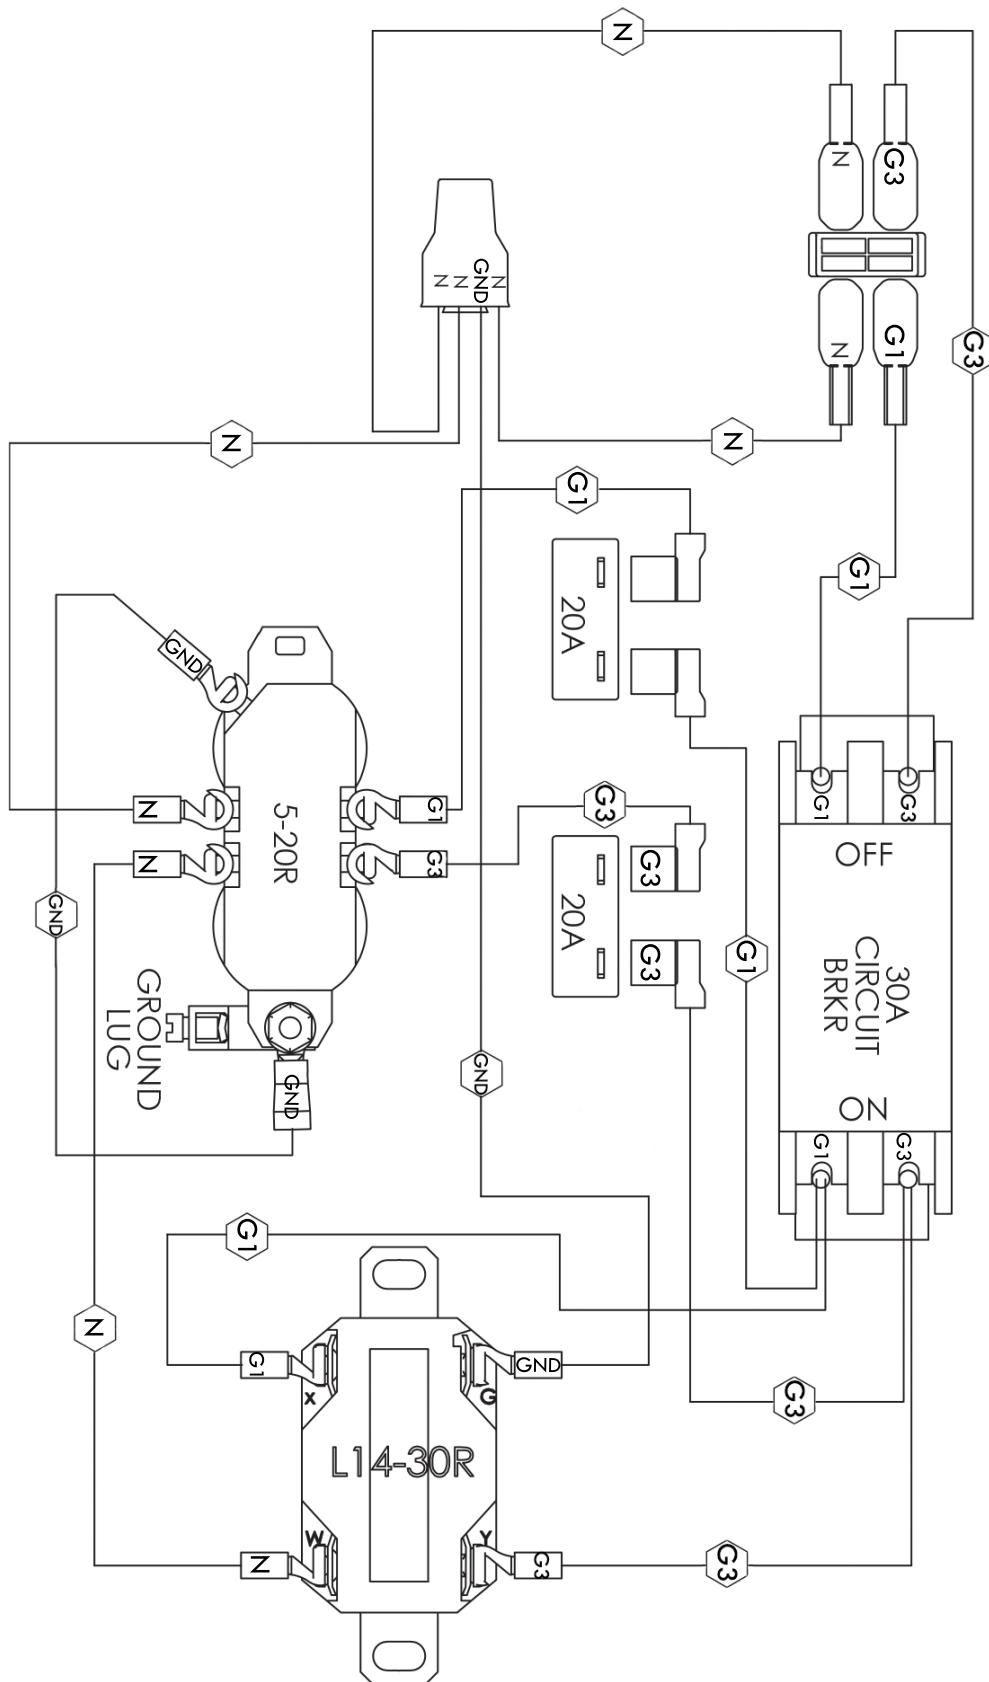 N
G3
N
G3
N
N
GND
N
N
G1
G3
N
N
G1
G1
20A
GND
G1
G3
OFF
N
G1
5-20R
G3
N
G3
G3
20A
G3
GND
G1
30A
CIRCUIT
BRKR
GROUND
LUG
GND
GND
ON
G1
G3
G1
N
G1
GND
X
G
G3
L14-30R
W
Y
N
G3
G3